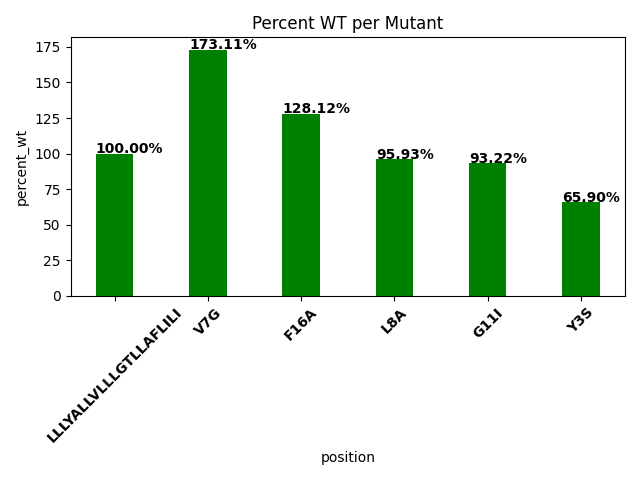 Percent WT per Mutant
percent_wt
175
150
125
100
75
50
25
0
100.00%
173.11%
128.12%
95.93%
93.22%
65.90%
LLLYALLVLLLGTLLAFLILI
V7G
F16A
L8A
G11I
Y3S
position